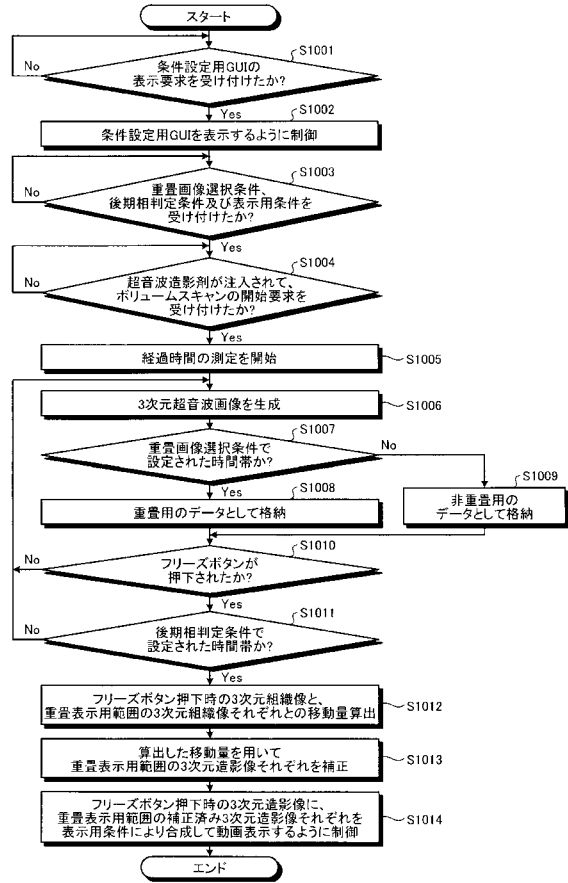 スタート
S1001
条件設定用GUIの
表示要求を受け付けたか?
No
Yes
S1002
条件設定用GUIを表示するように制御
S1003
重畳画像選択条件、
後期相判定条件及び表示用条件を
受け付けたか?
No
Yes
S1004
超音波造影剤が注入されて、
ボリュームスキャンの開始要求を
受け付けたか?
No
Yes
経過時間の測定を開始
S1005
3次元超音波画像を生成
S1006
S1007
重畳画像選択条件で
設定された時間帯か?
No
Yes
S1008
重畳用のデータとして格納
S1009
非重畳用の
データとして格納
S1010
フリーズボタンが
押下されたか?
No
Yes
S1011
後期相判定条件で
設定された時間帯か?
No
Yes
フリーズボタン押下時の3次元組織像と、
重畳表示用範囲の3次元組織像それぞれとの移動量算出
S1012
算出した移動量を用いて
重畳表示用範囲の3次元造影像それぞれを補正
S1013
フリーズボタン押下時の3次元造影像に、
重畳表示用範囲の補正済み3次元造影像それぞれを
表示用条件により合成して動画表示するように制御
S1014
エンド